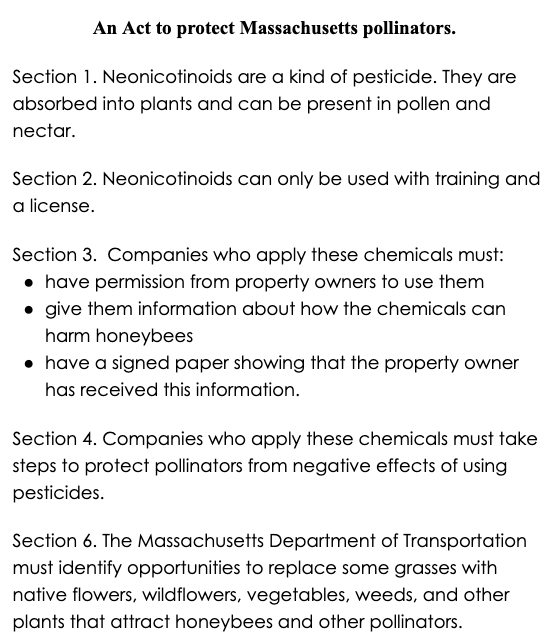 An Act to protect Massachusetts pollinators.
Section 1. Neonicotinoids are a kind of pesticide. They are
absorbed into plants and can be present in pollen and
nectar.
Section 2. Neonicotinoids can only be used with training and
a license.
Section 3.  Companies who apply these chemicals must:
● have permission from property owners to use them
● give them information about how the chemicals can
harm honeybees
● have a signed paper showing that the property owner
has received this information.
Section 4. Companies who apply these chemicals must take
steps to protect pollinators from negative effects of using
pesticides.
Section 6. The Massachusetts Department of Transportation
must identify opportunities to replace some grasses with
native flowers, wildflowers, vegetables, weeds, and other
plants that attract honeybees and other pollinators.